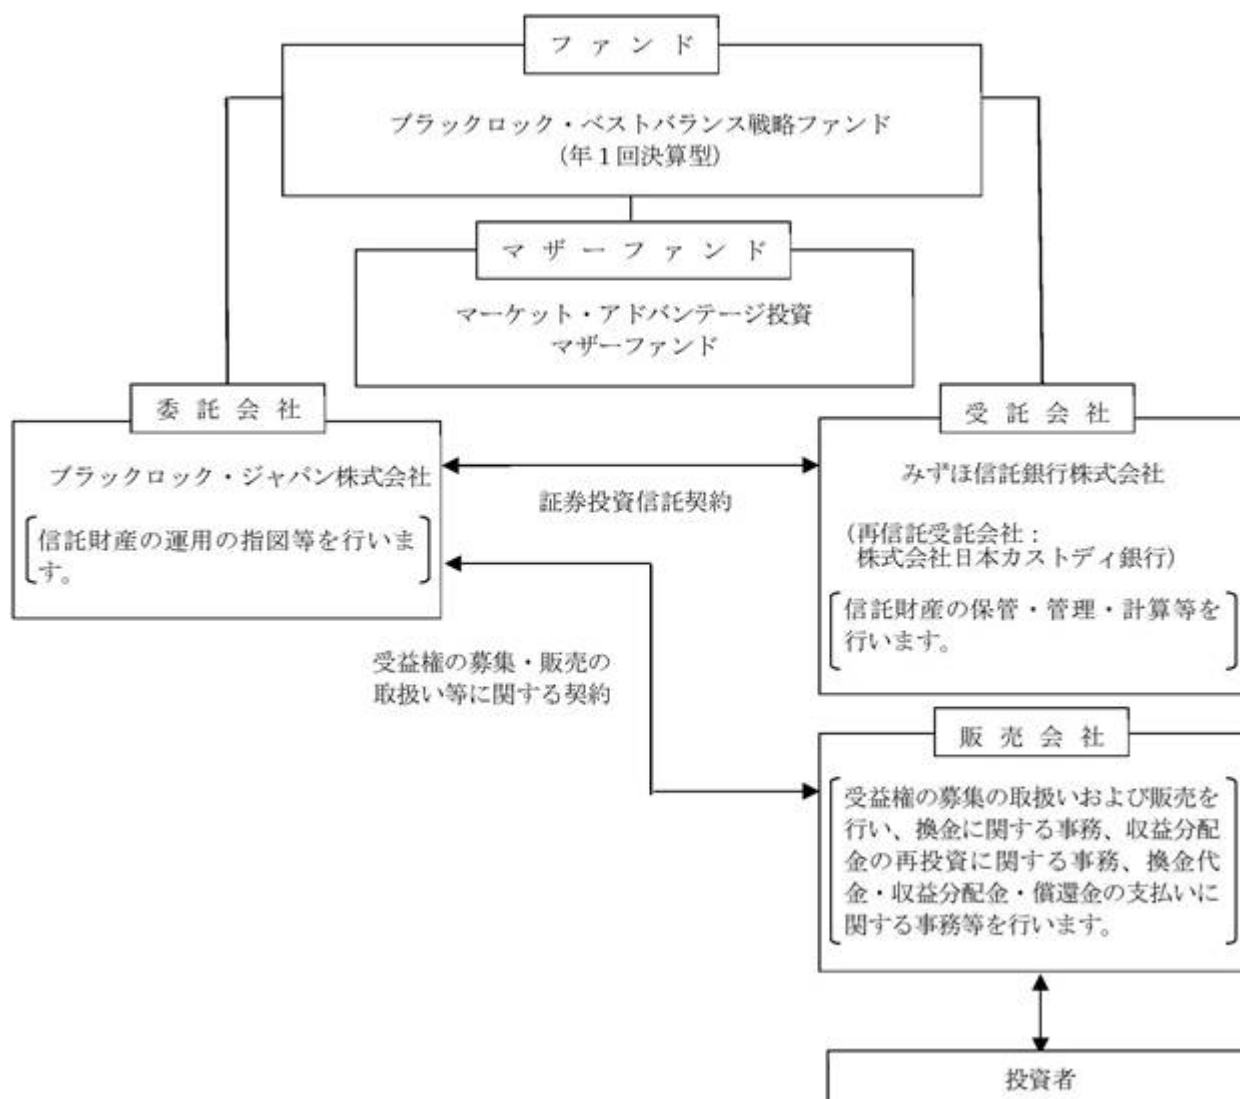 ファンド
ブラックロック・ベストバランス戦略ファンド
（年１回決算型）
マザーファンド
マーケット・アドバンテージ投資
マザーファンド
委託会社
ブラックロック・ジャパン株式会社
信託財産の運用の指図等を行いま
す。
証券投資信託契約
受託会社
みずほ信託銀行株式会社
（再信託受託会社：
株式会社日本カストディ銀行）
信託財産の保管・管理・計算等を
行います。
受益権の募集・販売の
取扱い等に関する契約
販売会社
受益権の募集の取扱いおよび販売を
行い、換金に関する事務、収益分配
金の再投資に関する事務、換金代
金・収益分配金・償還金の支払いに
関する事務等を行います。
投資者